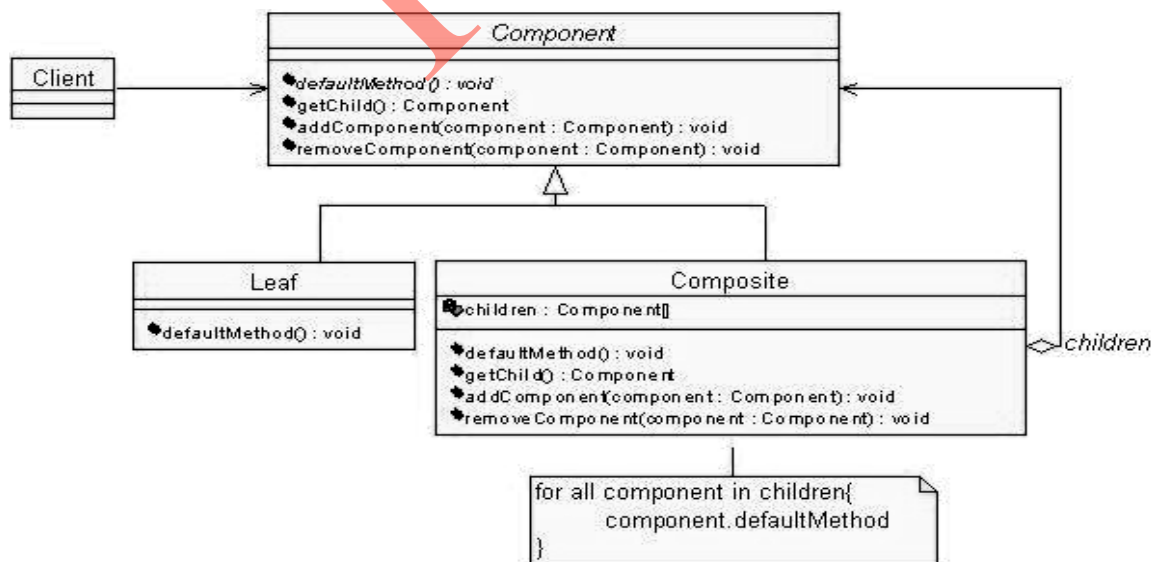 Component
Client
defaultMethod() : void
getChild() : Component
addComponent(component : Component) : void
removeComponent(component : Component) : void
Leaf
defaultMethod() : void
Composite
children : Component[]
defaultMethod() : void
getChild() : Component
addComponent(component : Component) : void
removeComponent(component : Component) : void
children
for all component in children{
component.defaultMethod
}